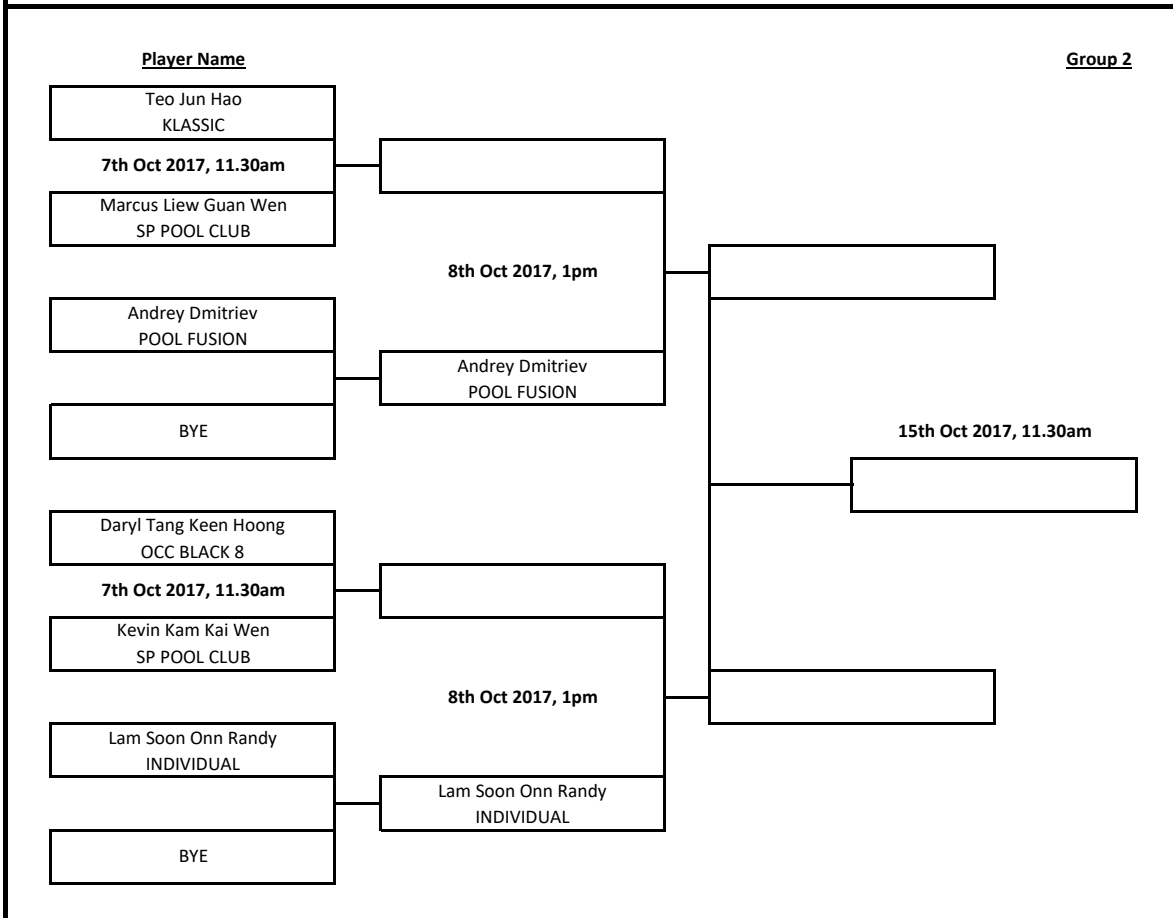 Player Name
Group 2
Teo Jun Hao
KLASSIC
7th Oct 2017, 11.30am
Marcus Liew Guan Wen
SP POOL CLUB
8th Oct 2017, 1pm
Andrey Dmitriev
POOL FUSION
Andrey Dmitriev
POOL FUSION
BYE
15th Oct 2017, 11.30am
Daryl Tang Keen Hoong
OCC BLACK 8
7th Oct 2017, 11.30am
Kevin Kam Kai Wen
SP POOL CLUB
8th Oct 2017, 1pm
Lam Soon Onn Randy
INDIVIDUAL
Lam Soon Onn Randy
INDIVIDUAL
BYE